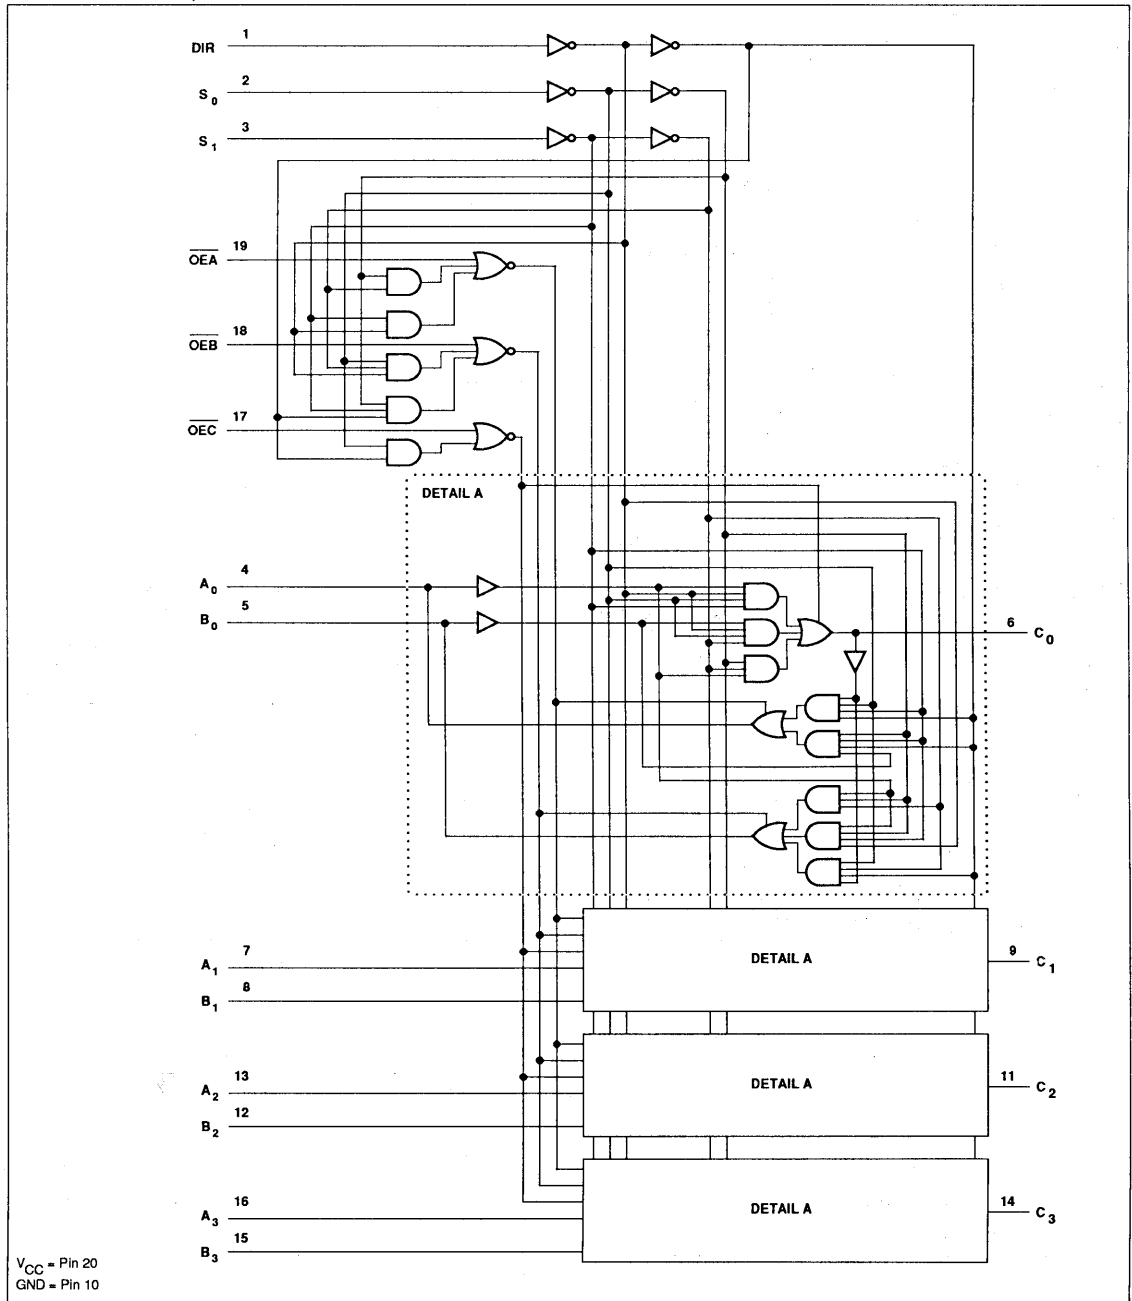 DIR 1
S0 2
S1 3
OEA 19
OEB 18
OEC 17
DETAIL A
A0 4
B0 5
6 C0
A1 7
B1 8
DETAIL A
9 C1
A2 13
B2 12
DETAIL A
11 C2
A3 16
B3 15
DETAIL A
14 C3
VCC = Pin 20
GND = Pin 10